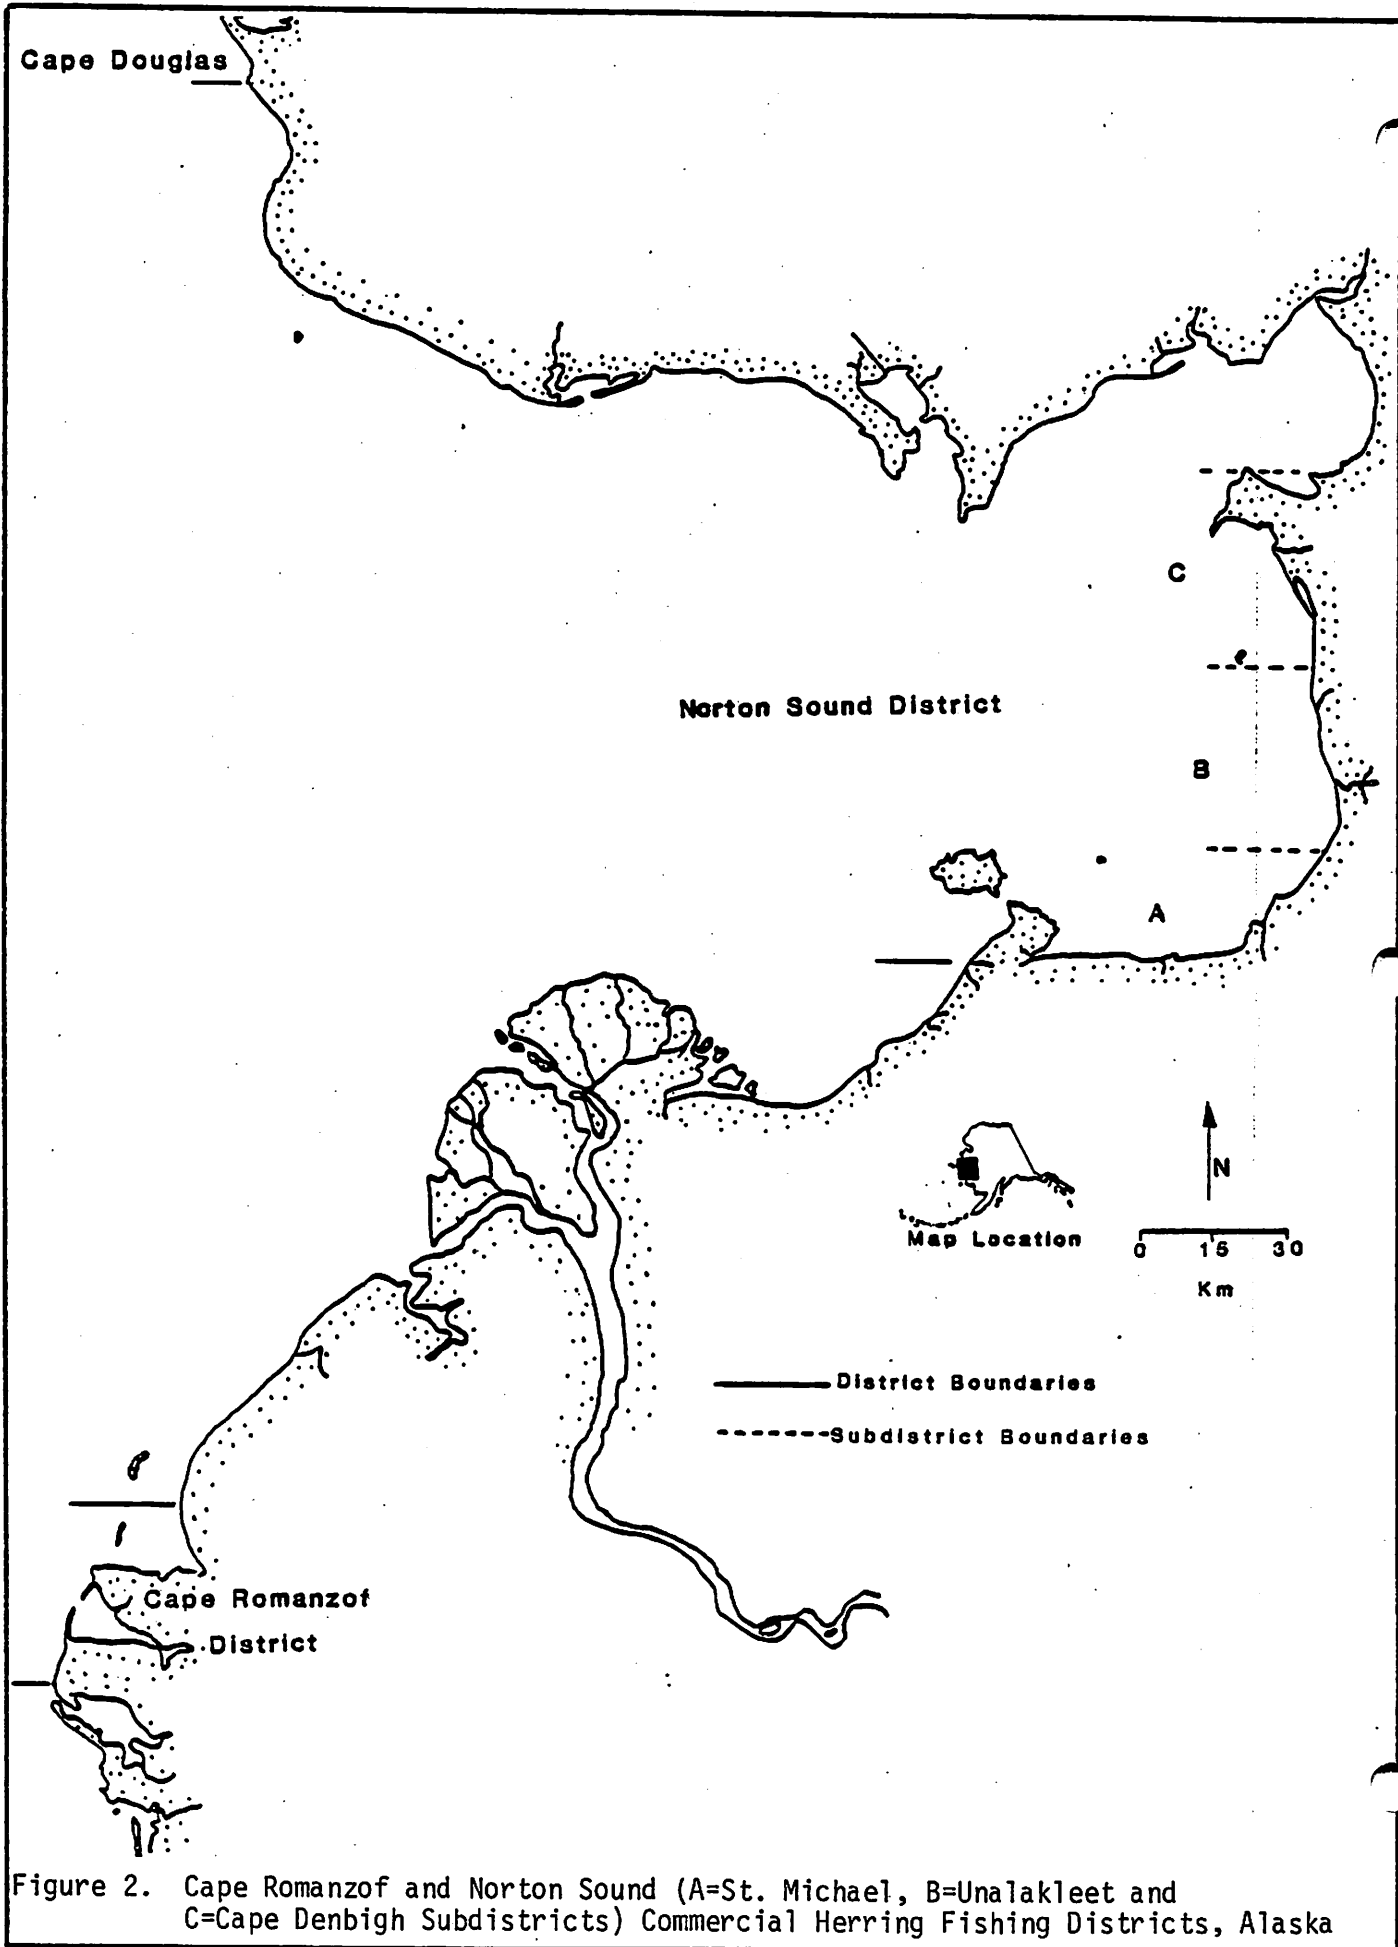 Cape Douglas
C
Norton Sound District
B
A
N
Map Location
0 15 30
Km
District Boundaries
Subdistrict Boundaries
Cape Romanzof
District
Figure 2. Cape Romanzof and Norton Sound (A=St. Michael, B=Unalakleet and
C=Cape Denbigh Subdistricts) Commercial Herring Fishing Districts, Alaska